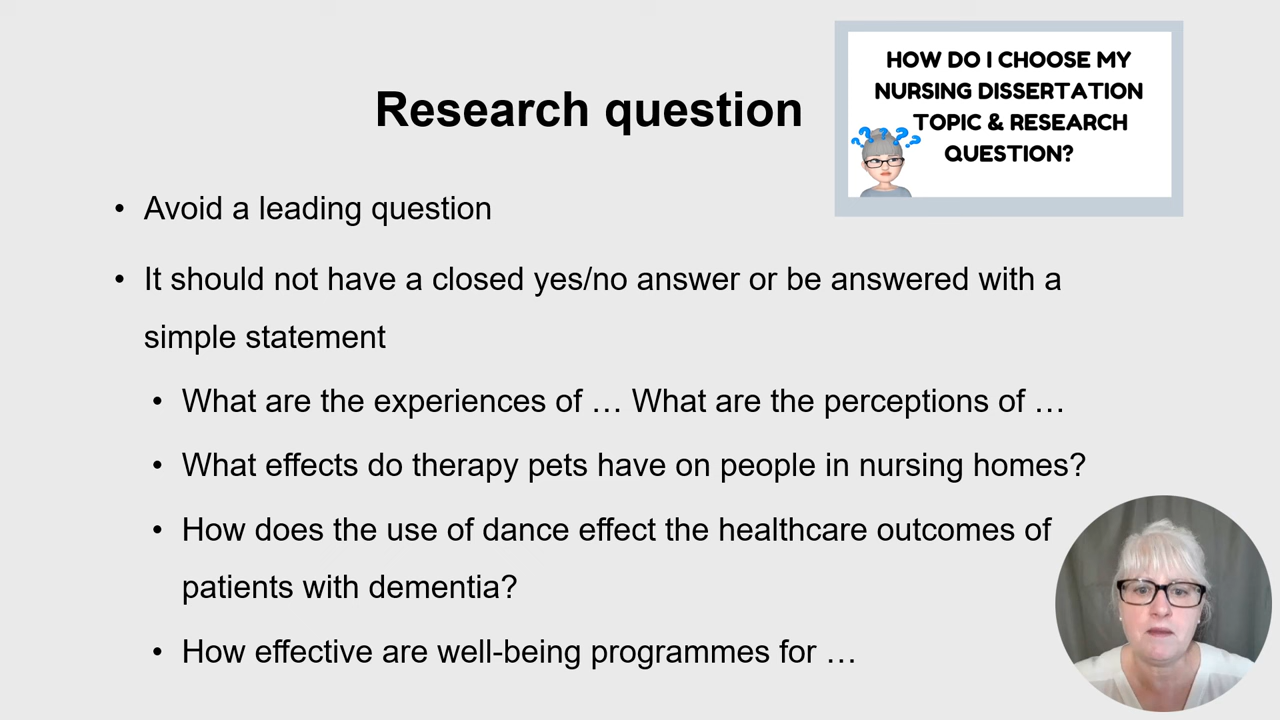 Research question
HOW DO I CHOOSE MY
NURSING DISSERTATION
TOPIC & RESEARCH
QUESTION?
• Avoid a leading question
• It should not have a closed yes/no answer or be answered with a
simple statement
• What are the experiences of … What are the perceptions of …
• What effects do therapy pets have on people in nursing homes?
• How does the use of dance effect the healthcare outcomes of
patients with dementia?
• How effective are well-being programmes for …